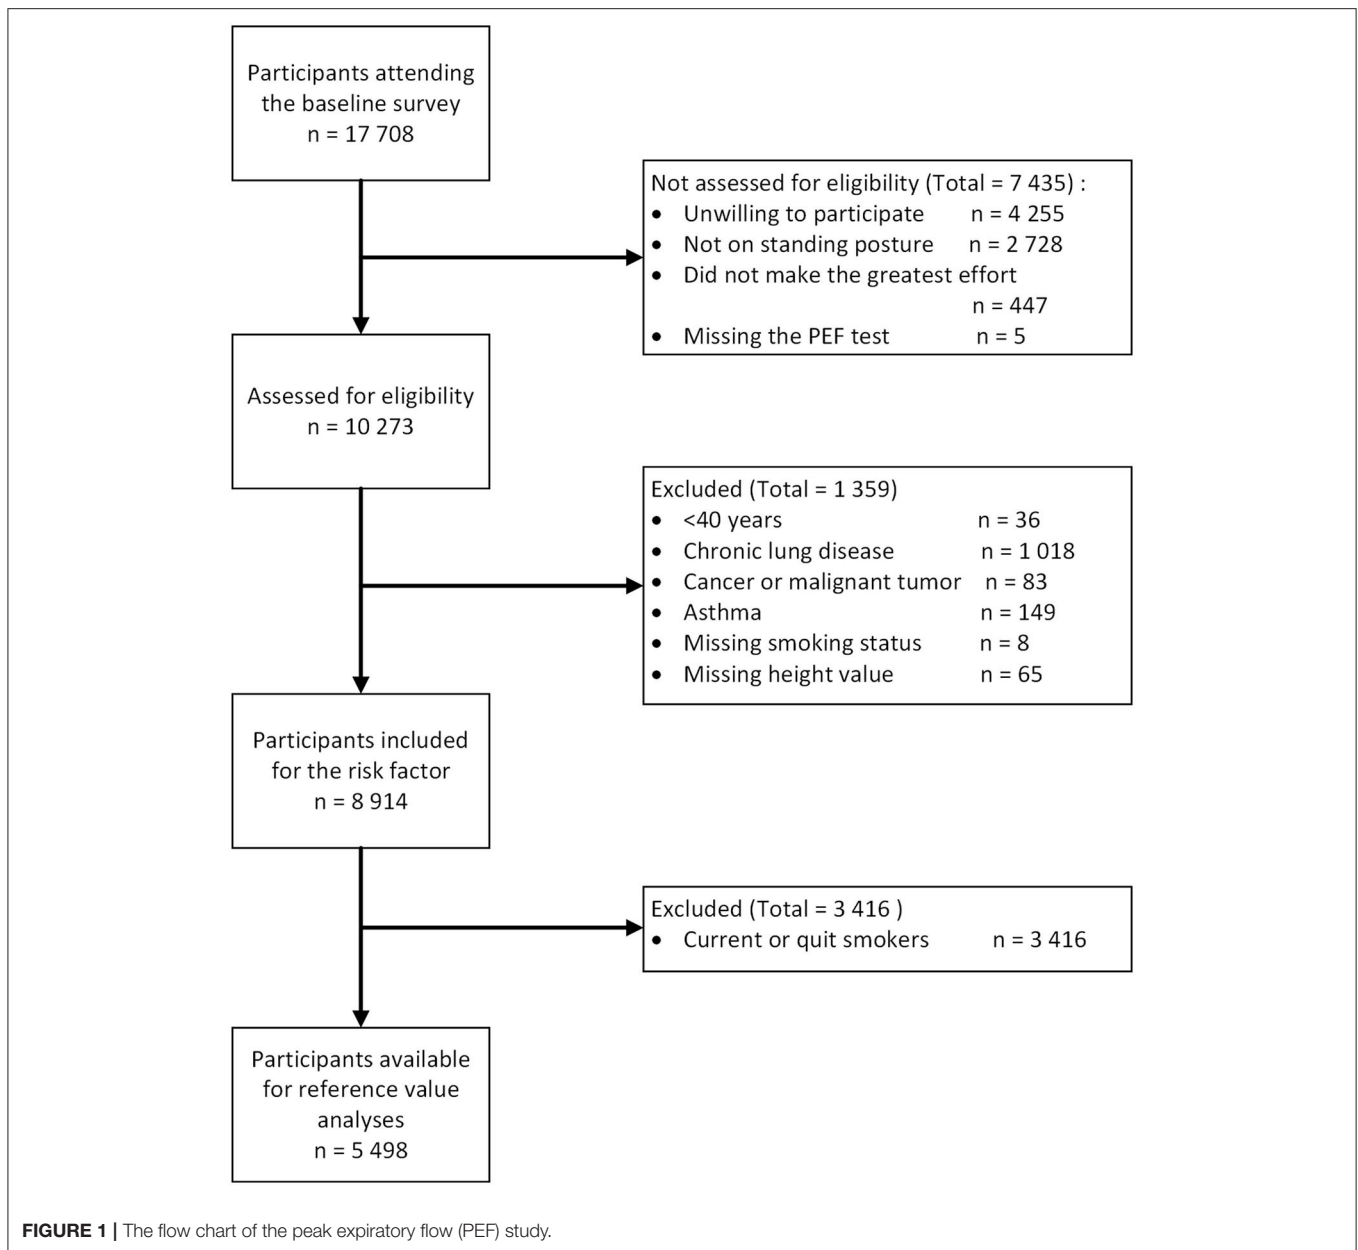 Participants attending
the baseline survey
n = 17 708
Not assessed for eligibility (Total = 7 435) :
• Unwilling to participate n = 4 255
• Not on standing posture n = 2 728
• Did not make the greatest effort
n = 447
• Missing the PEF test n = 5
Assessed for eligibility
n = 10 273
Excluded (Total = 1 359)
• <40 years n = 36
• Chronic lung disease n = 1 018
• Cancer or malignant tumor n = 83
• Asthma n = 149
• Missing smoking status n = 8
• Missing height value n = 65
Participants included
for the risk factor
n = 8 914
Excluded (Total = 3 416 )
• Current or quit smokers n = 3 416
Participants available
for reference value
analyses
n = 5 498
FIGURE 1 | The flow chart of the peak expiratory flow (PEF) study.